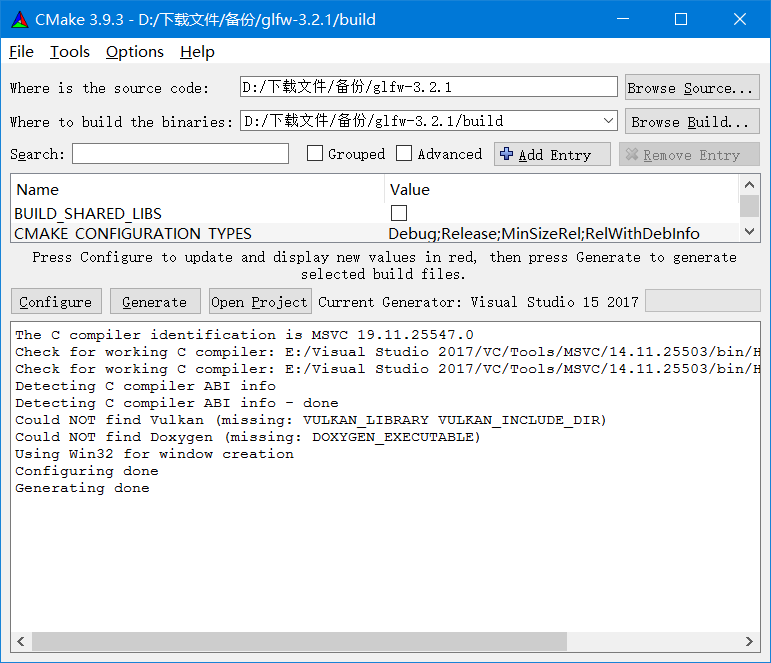 CMake 3.9.3 - D:/下载文件/备份/glfw-3.2.1/build
File Tools Options Help
Where is the source code: D:/下载文件/备份/glfw-3.2.1 Browse Source...
Where to build the binaries: D:/下载文件/备份/glfw-3.2.1/build Browse Build...
Search: Grouped Advanced Add Entry Remove Entry
Name Value
BUILD_SHARED_LIBS
CMAKE_CONFIGURATION_TYPES Debug;Release;MinSizeRel;RelWithDebInfo
Press Configure to update and display new values in red, then press Generate to generate
selected build files.
Configure Generate Open Project Current Generator: Visual Studio 15 2017
The C compiler identification is MSVC 19.11.25547.0
Check for working C compiler: E:/Visual Studio 2017/VC/Tools/MSVC/14.11.25503/bin/H
Check for working C compiler: E:/Visual Studio 2017/VC/Tools/MSVC/14.11.25503/bin/H
Detecting C compiler ABI info
Detecting C compiler ABI info - done
Could NOT find Vulkan (missing: VULKAN_LIBRARY VULKAN_INCLUDE_DIR)
Could NOT find Doxygen (missing: DOXYGEN_EXECUTABLE)
Using Win32 for window creation
Configuring done
Generating done